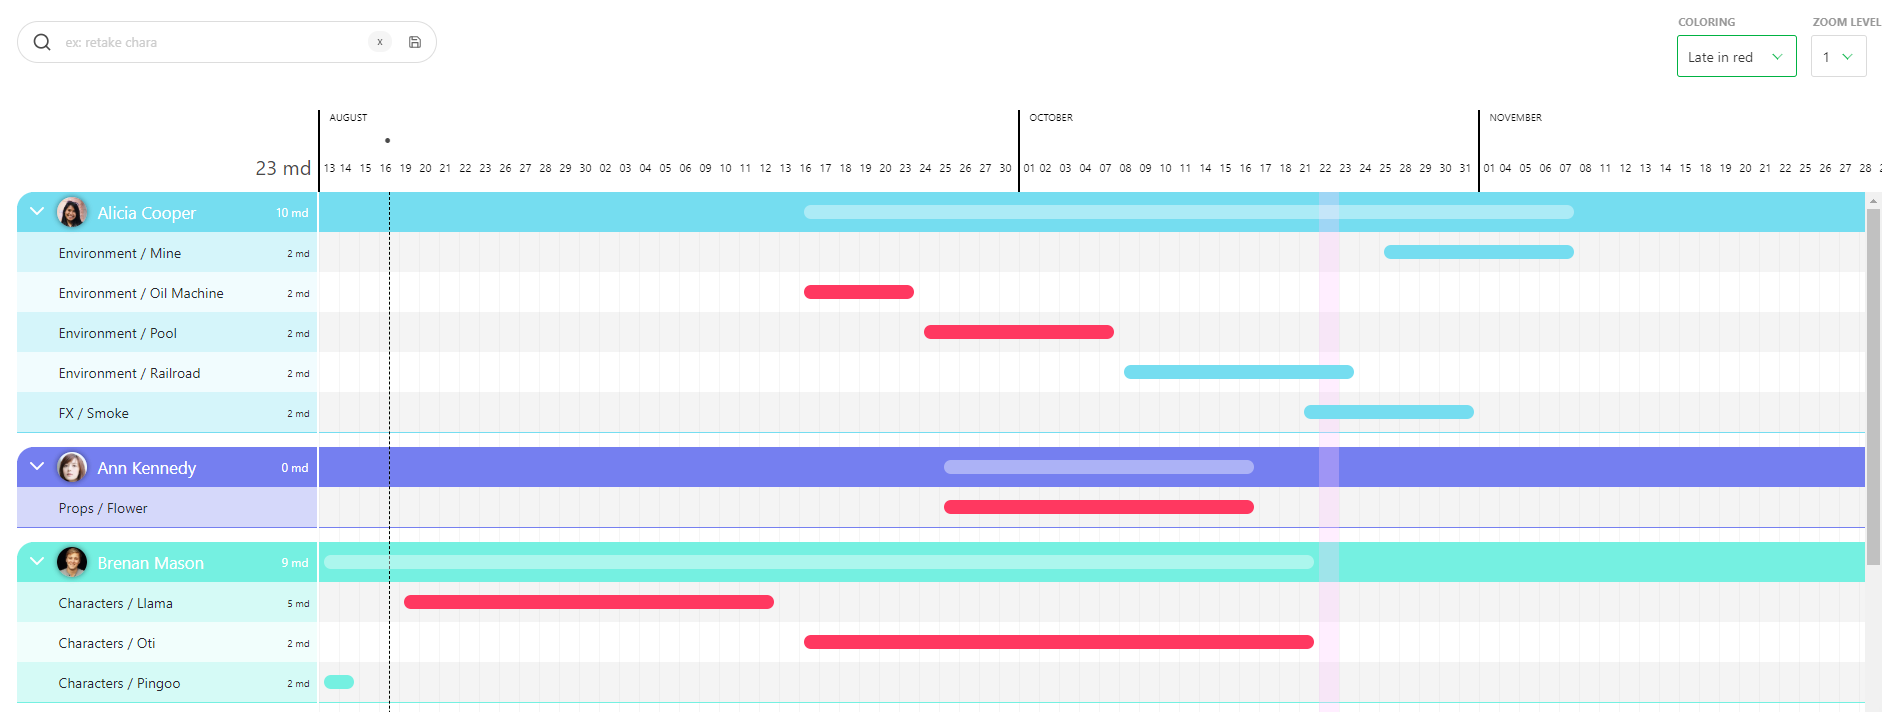 COLORING ZOOM LEVEL
ex: retake chara x Late in red 1
AUGUST OCTOBER NOVEMBER
23 md 13 14 15 16 19 20 21 22 23 26 27 28 29 30 02 03 04 05 06 09 10 11 12 13 16 17 18 19 20 23 24 25 26 27 30 01 02 03 04 07 08 09 10 11 14 15 16 17 18 21 22 23 24 25 28 29 30 31 01 04 05 06 07 08 11 12 13 14 15 18 19 20 21 22 25 26 27 28
Alicia Cooper 10 md
Environment / Mine 2 md
Environment / Oil Machine 2 md
Environment / Pool 2 md
Environment / Railroad 2 md
FX / Smoke 2 md
Ann Kennedy 0 md
Props / Flower
Brenan Mason 9 md
Characters / Llama 5 md
Characters / Oti 2 md
Characters / Pingoo 2 md